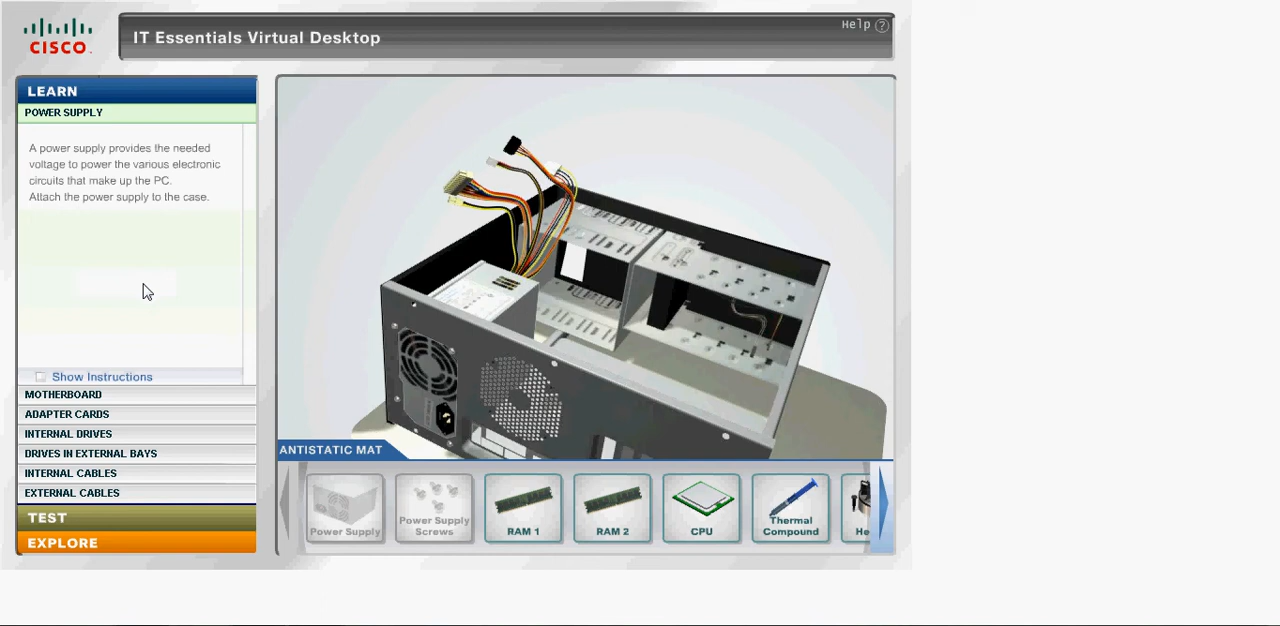 CISCO
IT Essentials Virtual Desktop
Help ?
LEARN
POWER SUPPLY
A power supply provides the needed
voltage to power the various electronic
circuits that make up the PC.
Attach the power supply to the case.
Show Instructions
MOTHERBOARD
ADAPTER CARDS
INTERNAL DRIVES
DRIVES IN EXTERNAL BAYS
INTERNAL CABLES
EXTERNAL CABLES
TEST
EXPLORE
ANTISTATIC MAT
Power Supply
Power Supply
Screws
RAM 1
RAM 2
CPU
Thermal
Compound
He